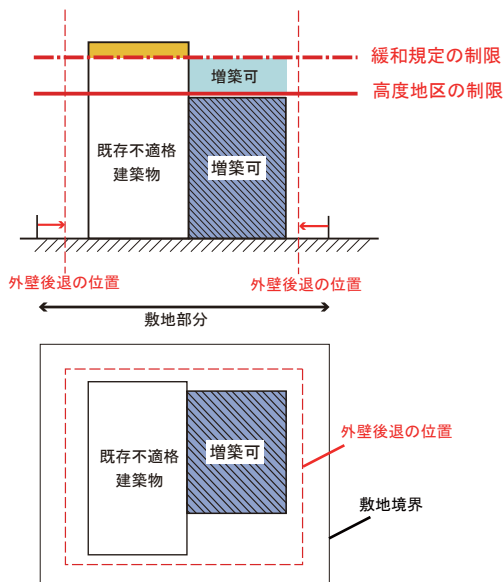 緩和規定の制限
増築可
高度地区の制限
既存不適格
建築物
増築可
外壁後退の位置
外壁後退の位置
敷地部分
既存不適格
建築物
増築可
外壁後退の位置
敷地境界